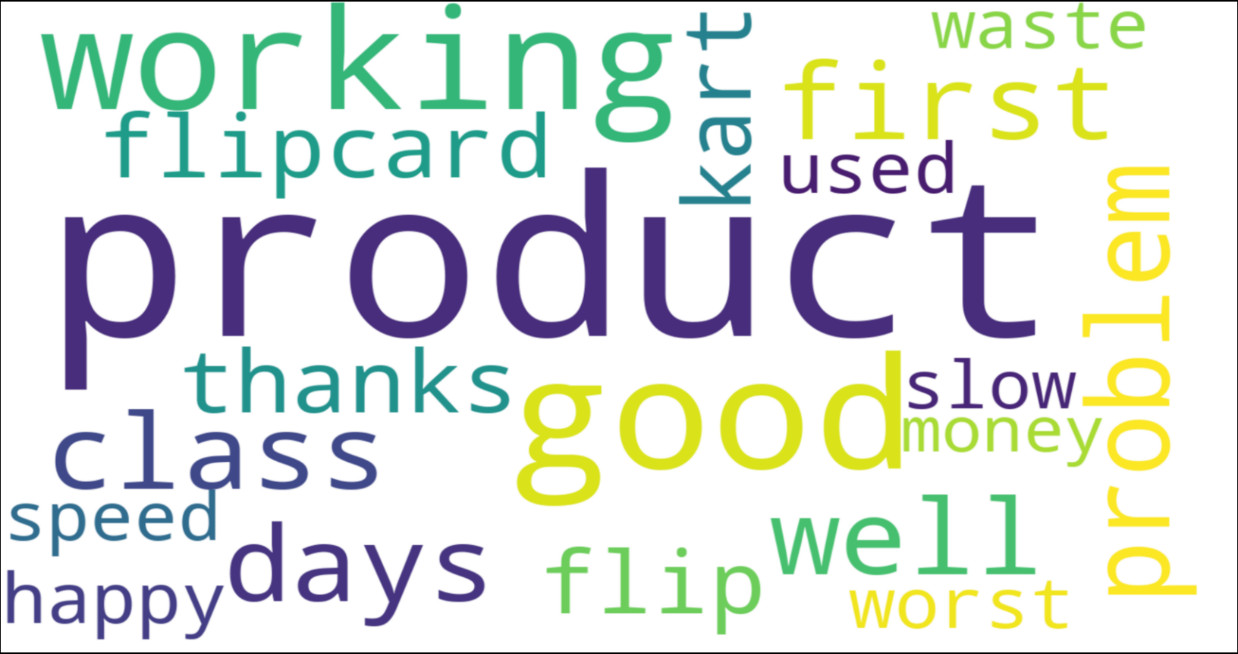 working
kart
waste
first
flipcard
used
product
problem
thanks
good
slow
class
money
speed
days
well
happy
flip
worst